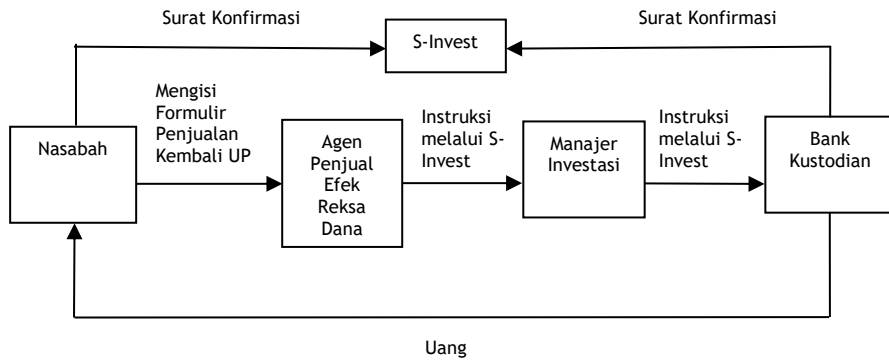 Surat Konfirmasi
Surat Konfirmasi
S-Invest
Mengisi
Formulir
Penjualan
Kembali UP
Instruksi
melalui S-
Invest
Instruksi
melalui S-
Invest
Nasabah
Agen
Penjual
Efek
Reksa
Dana
Manajer
Investasi
Bank
Kustodian
Uang